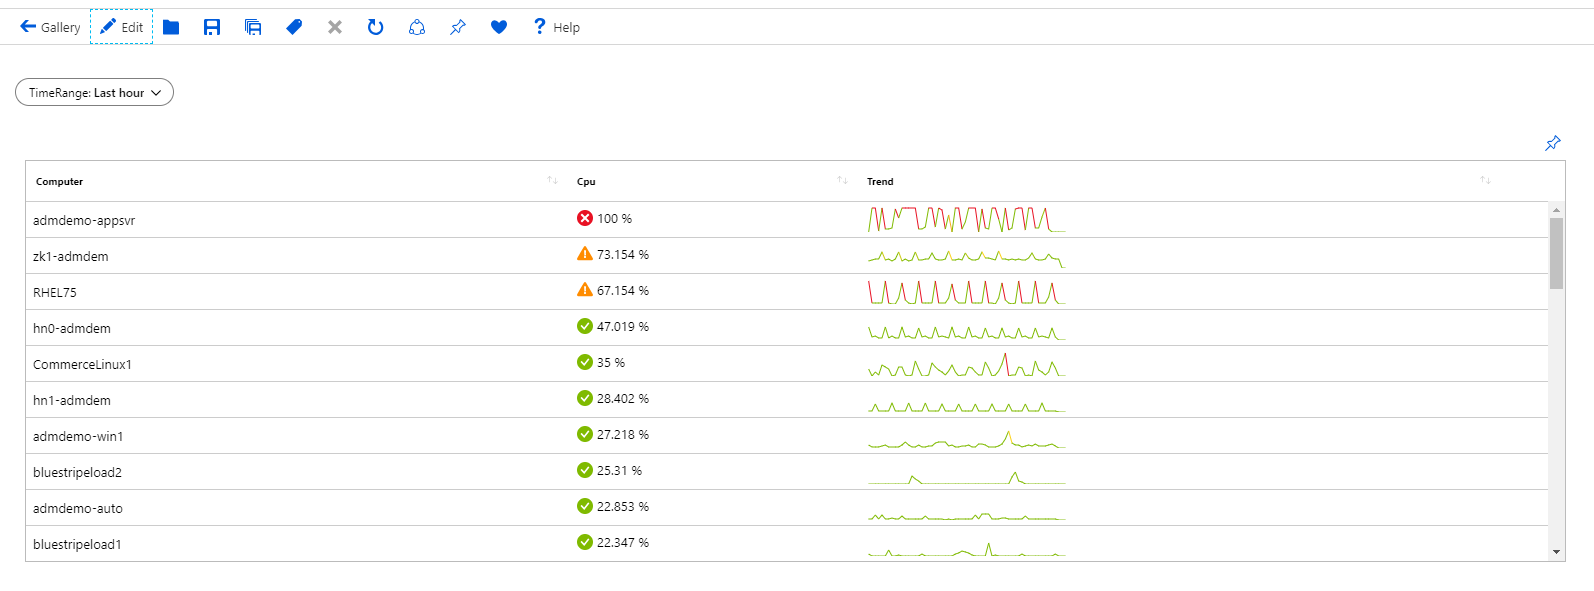 Gallery Edit Help
TimeRange: Last hour
Computer Cpu Trend
admdemo-appsvr 100 %
zk1-admdem 73.154 %
RHEL75 67.154 %
hn0-admdem 47.019 %
CommerceLinux1 35 %
hn1-admdem 28.402 %
admdemo-win1 27.218 %
bluestripeload2 25.31 %
admdemo-auto 22.853 %
bluestripeload1 22.347 %